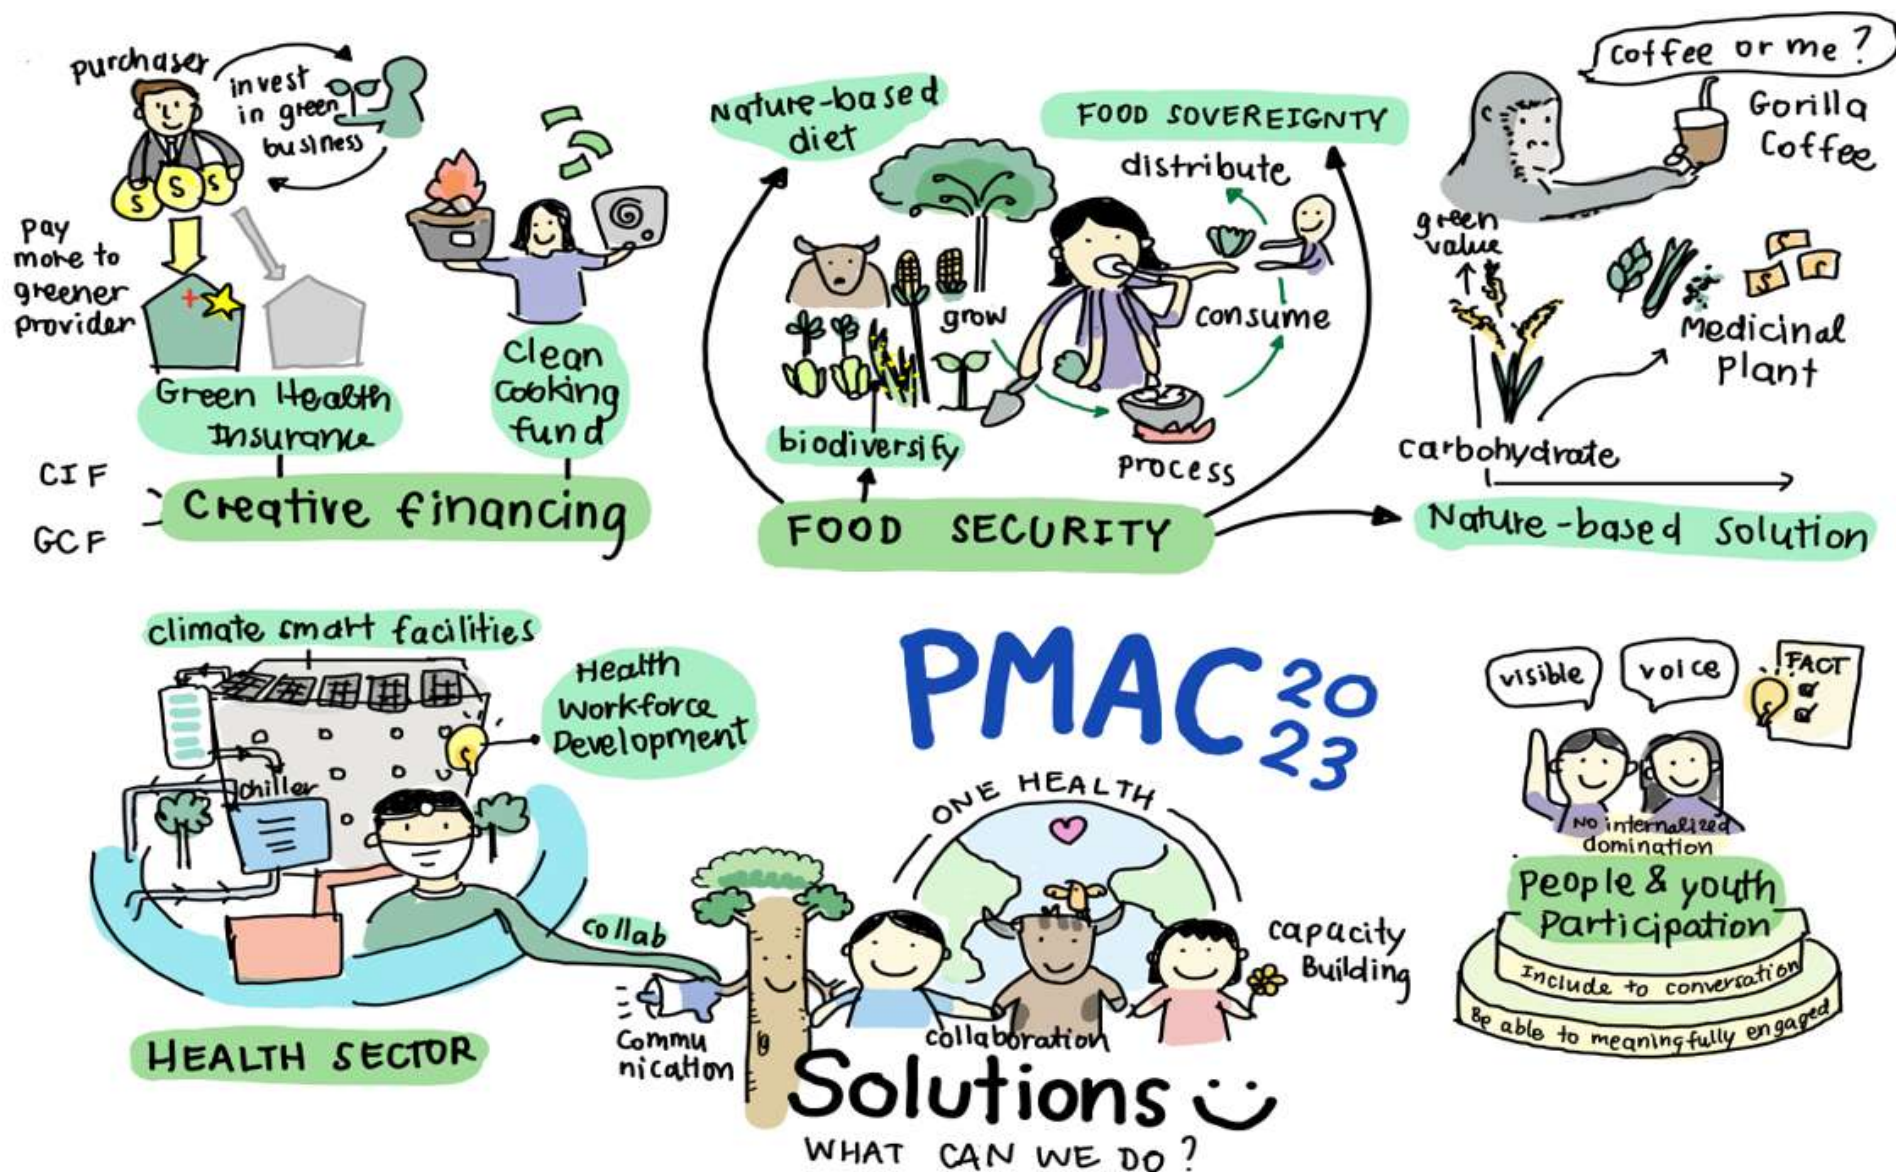 purchaser
invest
in green
business
S S S
Pay
more to
greener
provider
Green Health
Insurance
Clean
Cooking
fund
CIF
GCF
Creative financing
Nature-based
diet
FOOD SOVEREIGNTY
distribute
grow
consume
biodiversify
process
FOOD SECURITY
Coffee or me?
Gorilla
Coffee
green
value
Medicinal
Plant
carbohydrate
Nature-based solution
climate smart facilities
Health
Workforce
Development
chiller
collab
HEALTH SECTOR
PMAC 20
23
ONE HEALTH
capacity
Building
Commu
nication
collaboration
Solutions
WHAT CAN WE DO?
visible
voice
FACT
NO internalized
domination
People & youth
Participation
Include to conversation
Be able to meaningfully engaged